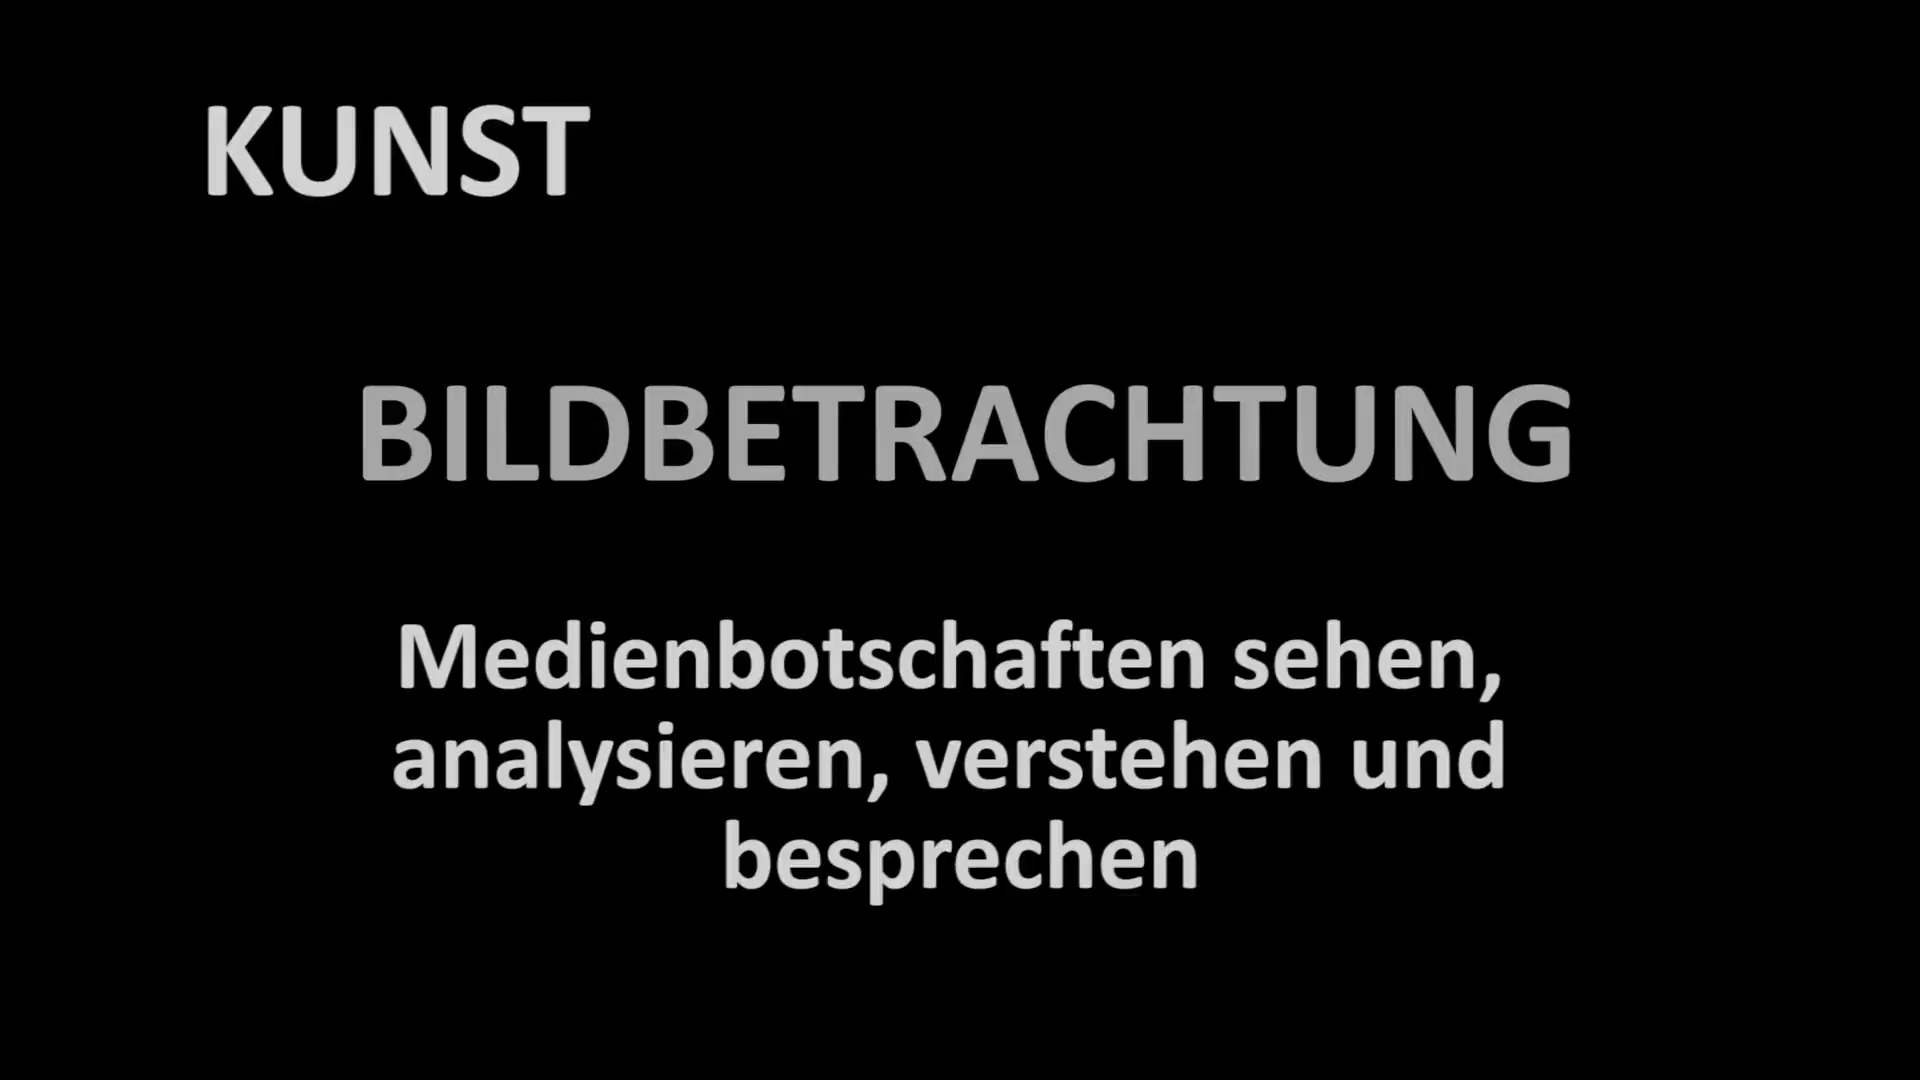 KUNST
BILDBETRACHTUNG
Medienbotschaften sehen,
analysieren, verstehen und
besprechen